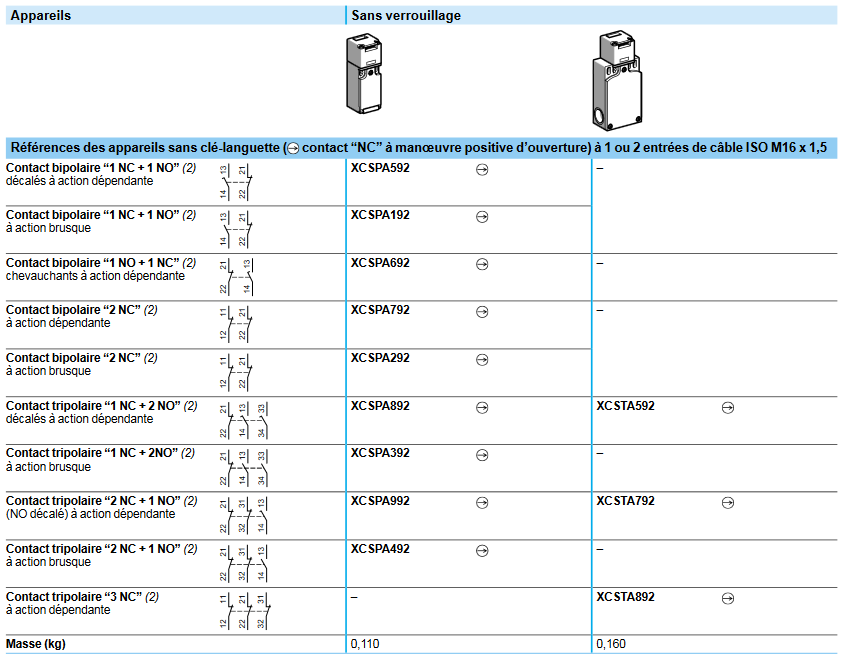 Appareils Sans verrouillage
Références des appareils sans clé-languette (→ contact “NC” à manœuvre positive d’ouverture) à 1 ou 2 entrées de câble ISO M16 x 1,5
Contact bipolaire “1 NC + 1 NO” (2) 13 21 XCSPA592 –
décalés à action dépendante
14 22
Contact bipolaire “1 NC + 1 NO” (2) 13 21 XCSPA192
à action brusque
14 22
Contact bipolaire “1 NO + 1 NC” (2) 21 13 XCSPA692 –
chevauchants à action dépendante
22 14
Contact bipolaire “2 NC” (2) 11 21 XCSPA792 –
à action dépendante
12 22
Contact bipolaire “2 NC” (2) 11 21 XCSPA292
à action brusque
12 22
Contact tripolaire “1 NC + 2 NO” (2) 21 13 33 XCSPA892 XCSTA592
décalés à action dépendante
22 14 34
Contact tripolaire “1 NC + 2NO” (2) 21 13 33 XCSPA392 –
à action brusque
22 14 34
Contact tripolaire “2 NC + 1 NO” (2) 21 31 13 XCSPA992 XCSTA792
(NO décalé) à action dépendante
22 32 14
Contact tripolaire “2 NC + 1 NO” (2) 21 31 13 XCSPA492 –
à action brusque
22 32 14
Contact tripolaire “3 NC” (2) 11 21 31 – XCSTA892
à action dépendante
12 22 32
Masse (kg) 0,110 0,160